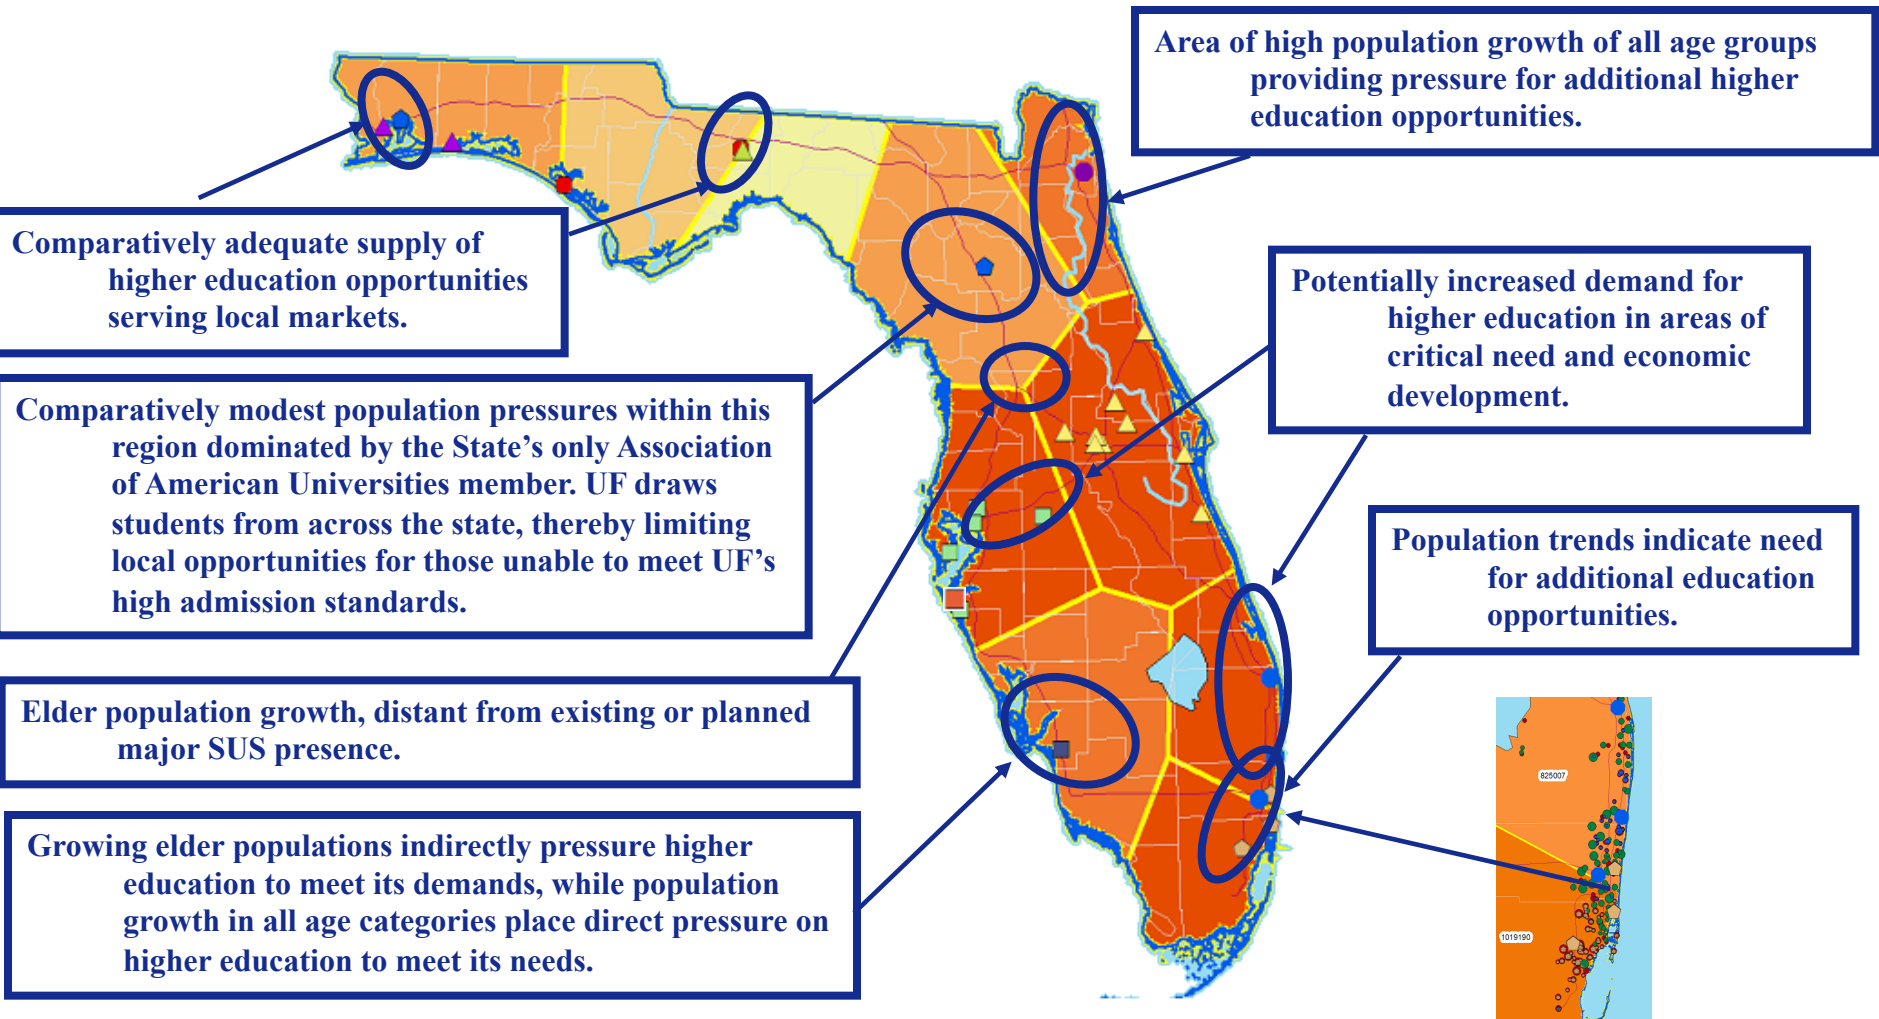 Area of high population growth of all age groups
providing pressure for additional higher
education opportunities.
Comparatively adequate supply of
higher education opportunities
serving local markets.
Potentially increased demand for
higher education in areas of
critical need and economic
development.
Comparatively modest population pressures within this
region dominated by the State’s only Association
of American Universities member. UF draws
students from across the state, thereby limiting
local opportunities for those unable to meet UF’s
high admission standards.
Population trends indicate need
for additional education
opportunities.
Elder population growth, distant from existing or planned
major SUS presence.
Growing elder populations indirectly pressure higher
education to meet its demands, while population
growth in all age categories place direct pressure on
higher education to meet its needs.
825007
1019190